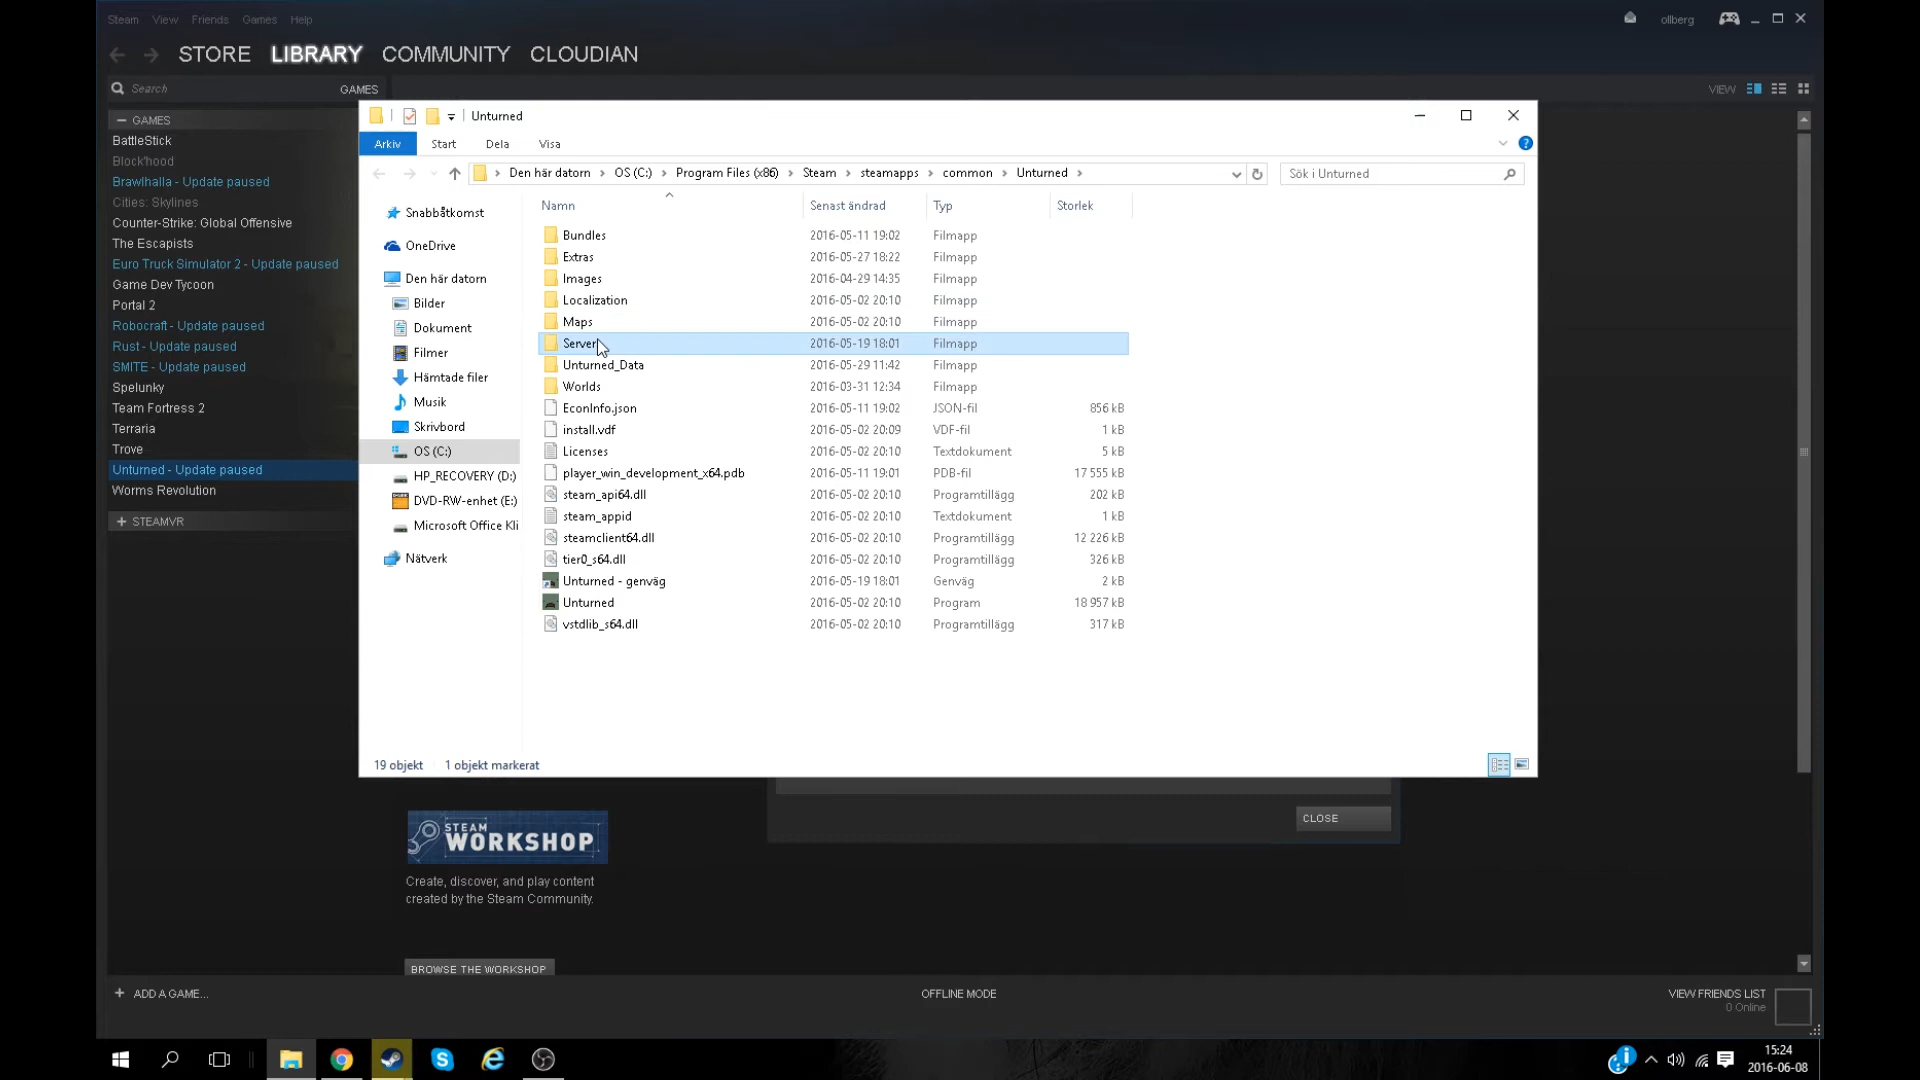 Steam View Friends Games Help
ollberg
STORE LIBRARY COMMUNITY CLOUDIAN
Search GAMES
VIEW
— GAMES
BattleStick
Block'hood
Brawlhalla - Update paused
Cities: Skylines
Counter-Strike: Global Offensive
The Escapists
Euro Truck Simulator 2 - Update paused
Game Dev Tycoon
Portal 2
Robocraft - Update paused
Rust - Update paused
SMITE - Update paused
Spelunky
Team Fortress 2
Terraria
Trove
Unturned - Update paused
Worms Revolution
+ STEAMVR
Unturned
Arkiv Start Dela Visa
Den här datorn > OS (C:) > Program Files (x86) > Steam > steamapps > common > Unturned >
Sök i Unturned
Snabbåtkomst
OneDrive
Den här datorn
Bilder
Dokument
Filmer
Hämtade filer
Musik
Skrivbord
OS (C:)
HP_RECOVERY (D:)
DVD-RW-enhet (E:)
Microsoft Office Kli
Nätverk
Namn Senast ändrad Typ Storlek
Bundles 2016-05-11 19:02 Filmapp
Extras 2016-05-27 18:22 Filmapp
Images 2016-04-29 14:35 Filmapp
Localization 2016-05-02 20:10 Filmapp
Maps 2016-05-02 20:10 Filmapp
Server 2016-05-19 18:01 Filmapp
Unturned_Data 2016-05-29 11:42 Filmapp
Worlds 2016-03-31 12:34 Filmapp
EconInfo.json 2016-05-11 19:02 JSON-fil 856 kB
install.vdf 2016-05-02 20:09 VDF-fil 1 kB
Licenses 2016-05-02 20:10 Textdokument 5 kB
player_win_development_x64.pdb 2016-05-11 19:01 PDB-fil 17 555 kB
steam_api64.dll 2016-05-02 20:10 Programtillägg 202 kB
steam_appid 2016-05-02 20:10 Textdokument 1 kB
steamclient64.dll 2016-05-02 20:10 Programtillägg 12 226 kB
tier0_s64.dll 2016-05-02 20:10 Programtillägg 326 kB
Unturned - genväg 2016-05-19 18:01 Genväg 2 kB
Unturned 2016-05-02 20:10 Program 18 957 kB
vstdlib_s64.dll 2016-05-02 20:10 Programtillägg 317 kB
19 objekt 1 objekt markerat
CLOSE
STEAM
WORKSHOP
Create, discover, and play content
created by the Steam Community.
BROWSE THE WORKSHOP
+ ADD A GAME...
OFFLINE MODE
VIEW FRIENDS LIST
0 Online
15:24
2016-06-08